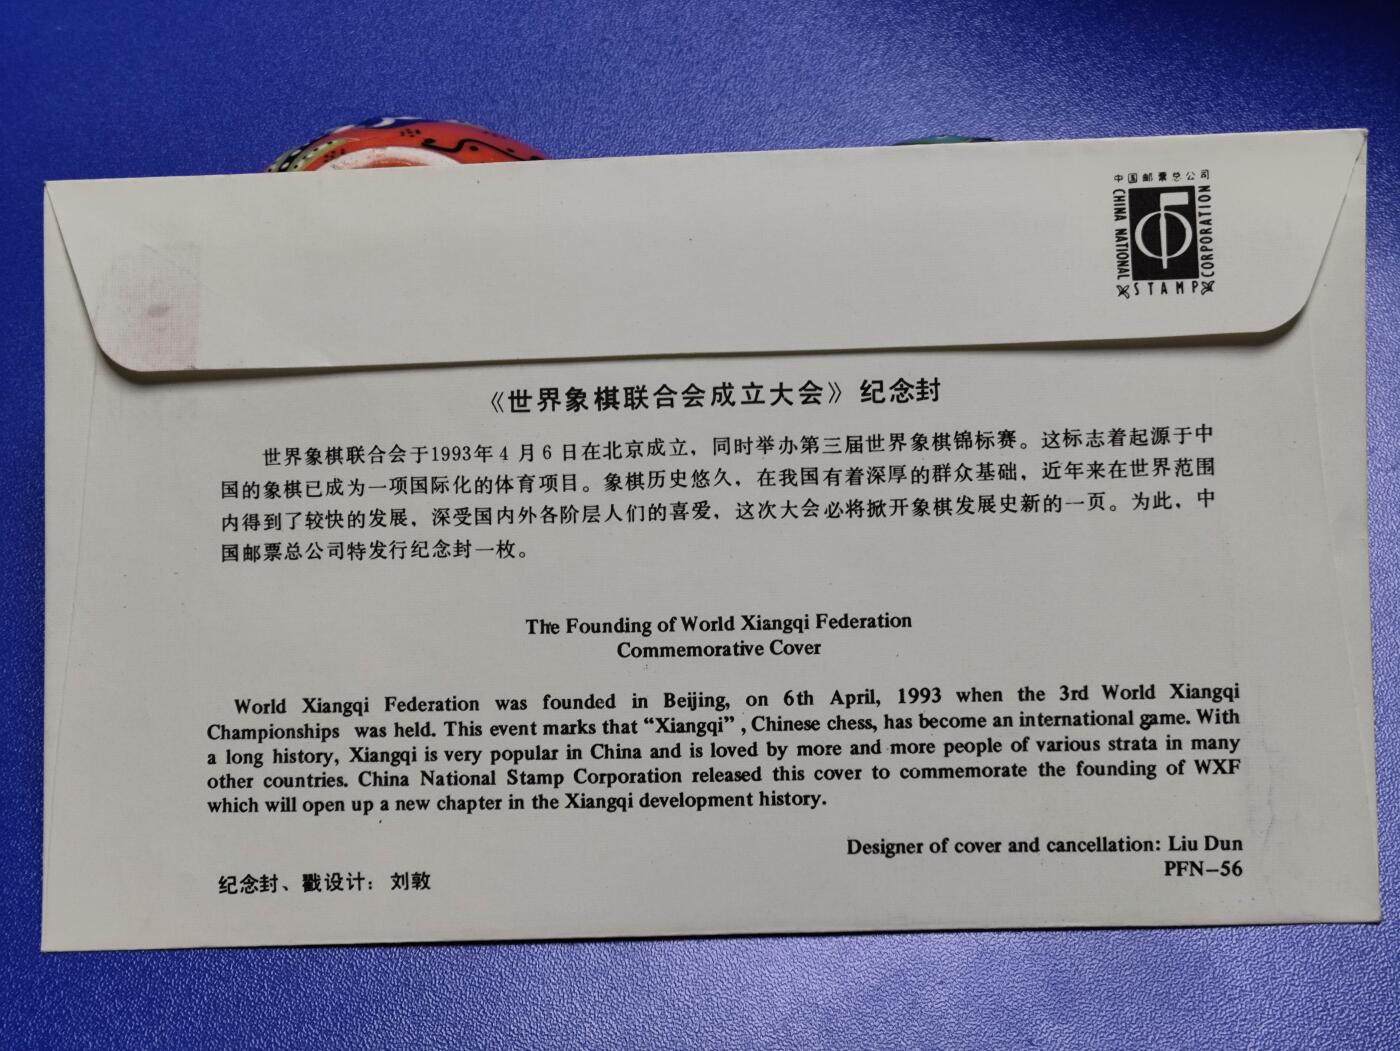 中国邮票总公司
CHINA NATIONAL
STAMP
CORPORATION
《世界象棋联合会成立大会》纪念封
世界象棋联合会于1993年4月6日在北京成立，同时举办第三届世界象棋锦标赛。这标志着起源于中
国的象棋已成为一项国际化的体育项目。象棋历史悠久，在我国有着深厚的群众基础，近年来在世界范围
内得到了较快的发展，深受国内外各阶层人们的喜爱，这次大会必将掀开象棋发展史新的一页。为此，中
国邮票总公司特发行纪念封一枚。
The Founding of World Xiangqi Federation
Commemorative Cover
World Xiangqi Federation was founded in Beijing, on 6th April, 1993 when the 3rd World Xiangqi
Championships was held. This event marks that “Xiangqi”, Chinese chess, has become an international game. With
a long history, Xiangqi is very popular in China and is loved by more and more people of various strata in many
other countries. China National Stamp Corporation released this cover to commemorate the founding of WXF
which will open up a new chapter in the Xiangqi development history.
Designer of cover and cancellation: Liu Dun
PFN–56
纪念封、戳设计：刘敦